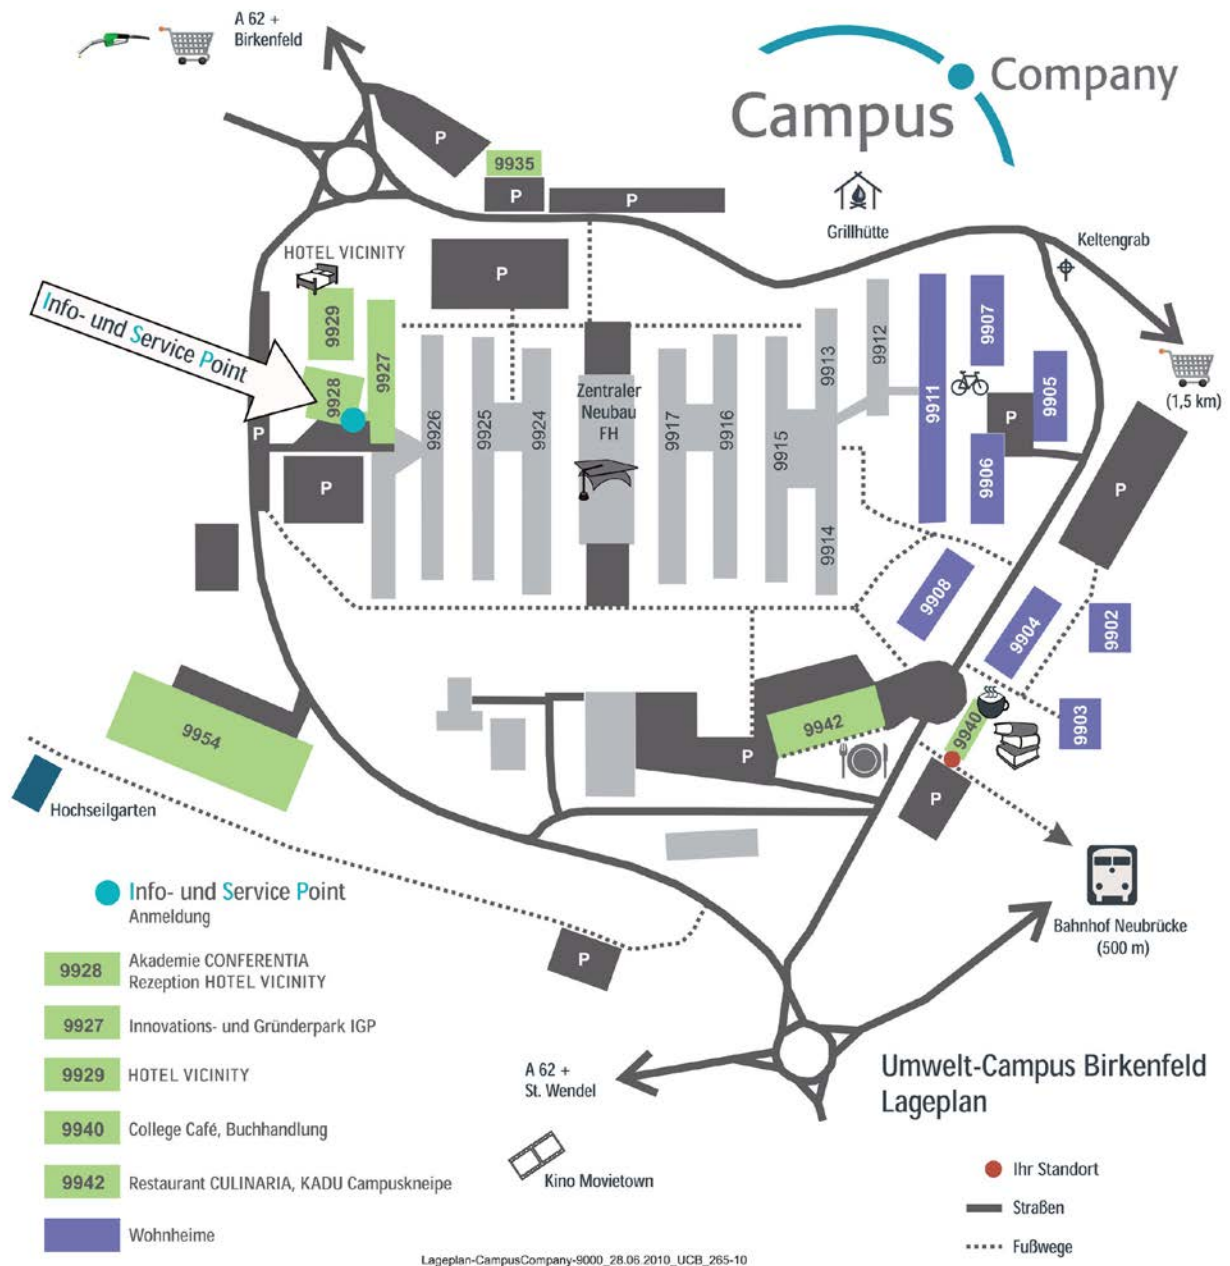 A 62 +
Birkenfeld
Campus
Company
P
9935
P
P
Grillhütte
Keltengrab
HOTEL VICINITY
P
Info- und Service Point
9929
9927
9928
9926
9925
9924
Zentraler
Neubau
FH
9917
9916
9915
9913
9914
9912
9911
9907
9905
P
9906
(1,5 km)
P
P
P
9908
9904
9902
9903
9954
9942
9940
P
P
Hochseilgarten
Info- und Service Point
Anmeldung
P
Bahnhof Neubrücke
(500 m)
9928
Akademie CONFERENTIA
Rezeption HOTEL VICINITY
9927
Innovations- und Gründerpark IGP
9929
HOTEL VICINITY
9940
College Café, Buchhandlung
9942
Restaurant CULINARIA, KADU Campuskneipe
Wohnheime
A 62 +
St. Wendel
Kino Movietown
Umwelt-Campus Birkenfeld
Lageplan
Ihr Standort
Straßen
Fußwege
Lageplan-CampusCompany-9000_28.06.2010_UCB_265-10